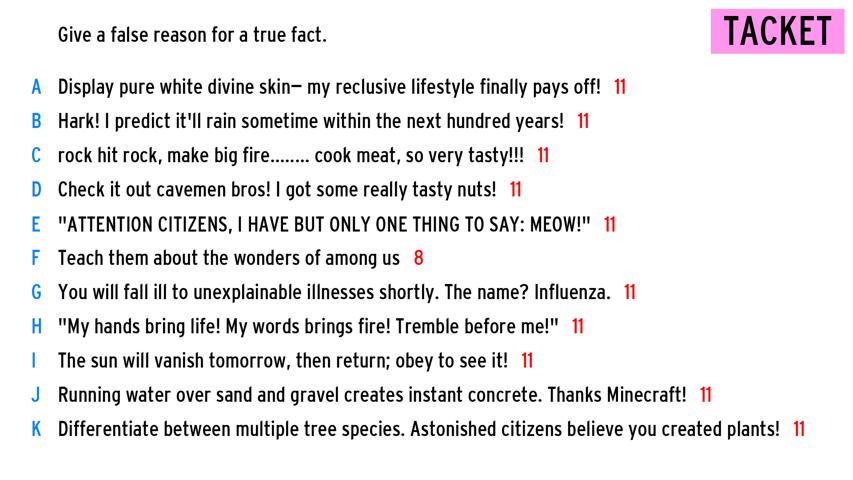 Give a false reason for a true fact.
TACKET
A Display pure white divine skin— my reclusive lifestyle finally pays off! 11
B Hark! I predict it'll rain sometime within the next hundred years! 11
C rock hit rock, make big fire........ cook meat, so very tasty!!! 11
D Check it out cavemen bros! I got some really tasty nuts! 11
E "ATTENTION CITIZENS, I HAVE BUT ONLY ONE THING TO SAY: MEOW!" 11
F Teach them about the wonders of among us 8
G You will fall ill to unexplainable illnesses shortly. The name? Influenza. 11
H "My hands bring life! My words brings fire! Tremble before me!" 11
I The sun will vanish tomorrow, then return; obey to see it! 11
J Running water over sand and gravel creates instant concrete. Thanks Minecraft! 11
K Differentiate between multiple tree species. Astonished citizens believe you created plants! 11